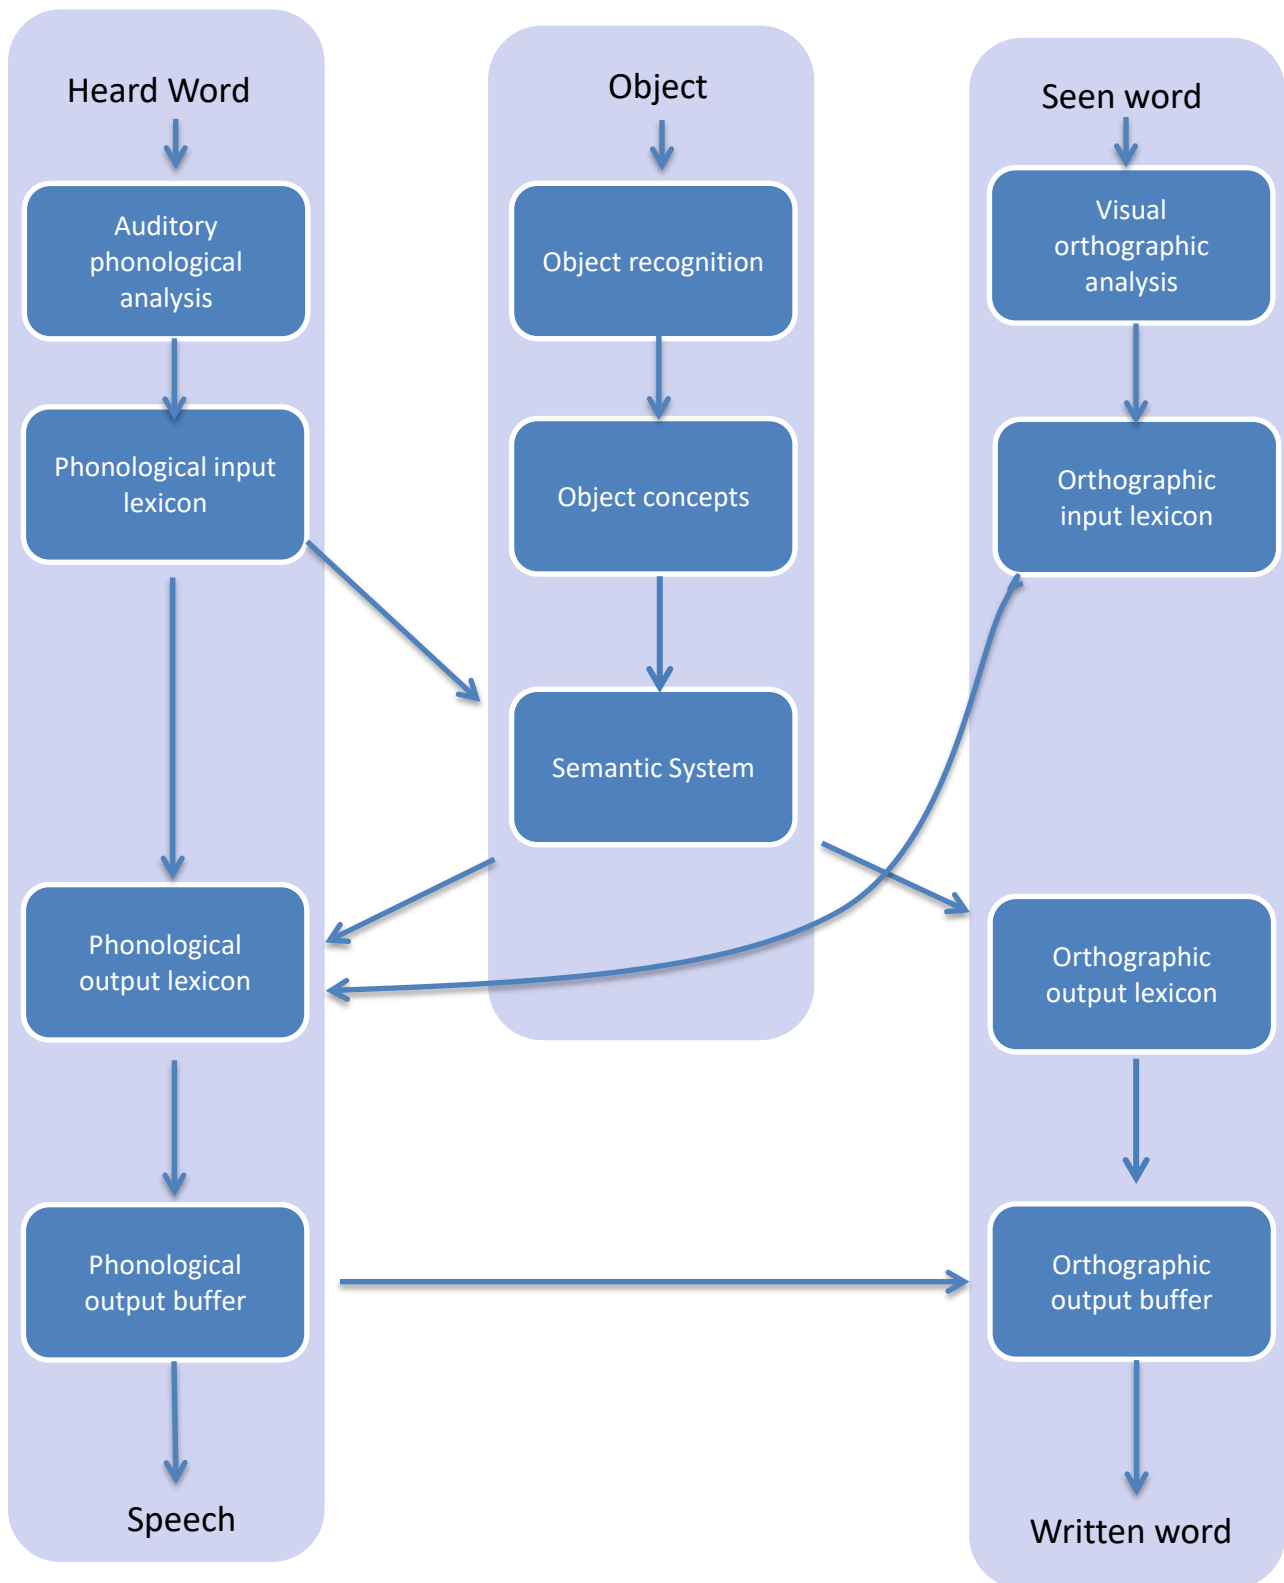 Heard Word
Auditory
phonological
analysis
Phonological input
lexicon
Phonological
output lexicon
Phonological
output buffer
Speech
Object
Object recognition
Object concepts
Semantic System
Seen word
Visual
orthographic
analysis
Orthographic
input lexicon
Orthographic
output lexicon
Orthographic
output buffer
Written word